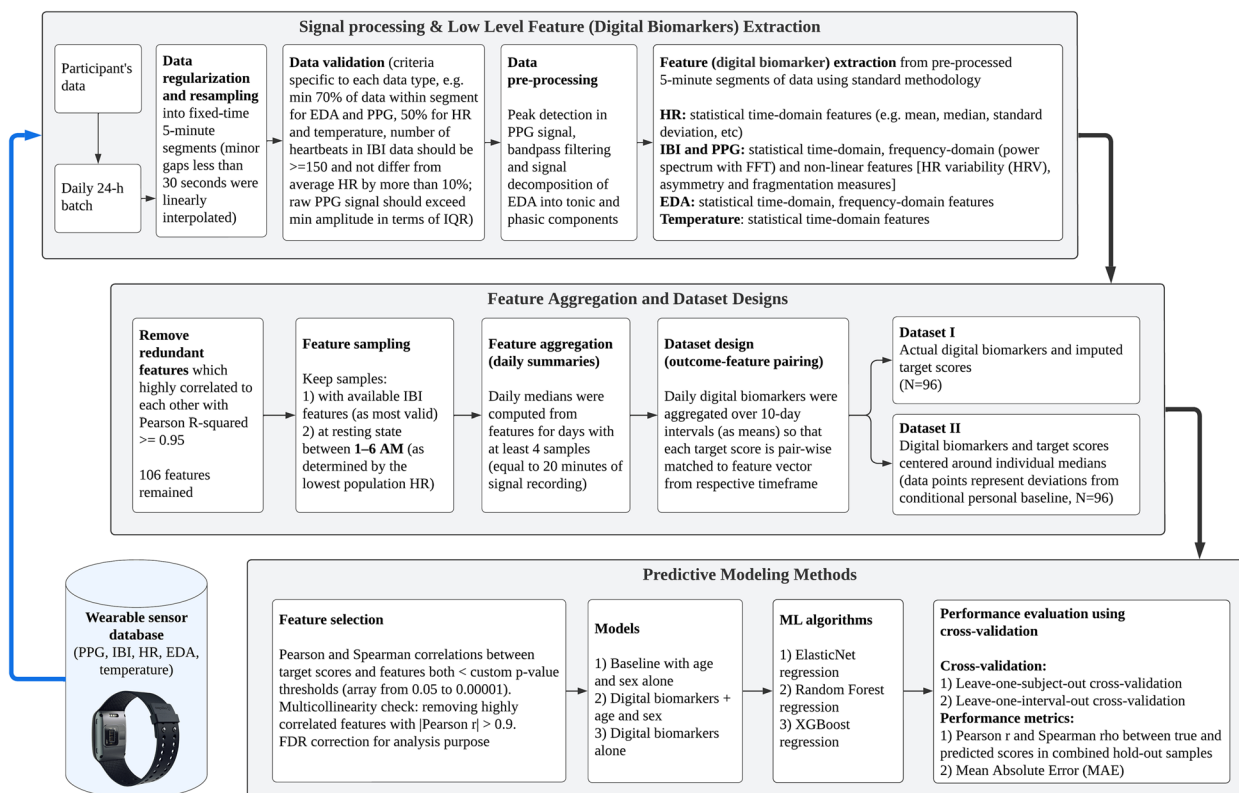 Signal processing & Low Level Feature (Digital Biomarkers) Extraction
Participant's
data
Daily 24-h
batch
Data
regularization
and resampling
into fixed-time
5-minute
segments (minor
gaps less than
30 seconds were
linearly
interpolated)
Data validation (criteria
specific to each data type, e.g.
min 70% of data within segment
for EDA and PPG, 50% for HR
and temperature, number of
heartbeats in IBI data should be
>=150 and not differ from
average HR by more than 10%;
raw PPG signal should exceed
min amplitude in terms of IQR)
Data
pre-processing
Peak detection in
PPG signal,
bandpass filtering
and signal
decomposition of
EDA into tonic and
phasic components
Feature (digital biomarker) extraction from pre-processed
5-minute segments of data using standard methodology
HR: statistical time-domain features (e.g. mean, median, standard
deviation, etc)
IBI and PPG: statistical time-domain, frequency-domain (power
spectrum with FFT) and non-linear features [HR variability (HRV),
asymmetry and fragmentation measures]
EDA: statistical time-domain, frequency-domain features
Temperature: statistical time-domain features
Feature Aggregation and Dataset Designs
Remove
redundant
features which
highly correlated to
each other with
Pearson R-squared
>= 0.95
106 features
remained
Feature sampling
Keep samples:
1) with available IBI
features (as most valid)
2) at resting state
between 1–6 AM (as
determined by the
lowest population HR)
Feature aggregation
(daily summaries)
Daily medians were
computed from
features for days with
at least 4 samples
(equal to 20 minutes of
signal recording)
Dataset design
(outcome-feature pairing)
Daily digital biomarkers were
aggregated over 10-day
intervals (as means) so that
each target score is pair-wise
matched to feature vector
from respective timeframe
Dataset I
Actual digital biomarkers and imputed
target scores
(N=96)
Dataset II
Digital biomarkers and target scores
centered around individual medians
(data points represent deviations from
conditional personal baseline, N=96)
Wearable sensor
database
(PPG, IBI, HR, EDA,
temperature)
Predictive Modeling Methods
Feature selection
Pearson and Spearman correlations between
target scores and features both < custom p-value
thresholds (array from 0.05 to 0.00001).
Multicollinearity check: removing highly
correlated features with |Pearson r| > 0.9.
FDR correction for analysis purpose
Models
1) Baseline with age
and sex alone
2) Digital biomarkers +
age and sex
3) Digital biomarkers
alone
ML algorithms
1) ElasticNet
regression
2) Random Forest
regression
3) XGBoost
regression
Performance evaluation using
cross-validation
Cross-validation:
1) Leave-one-subject-out cross-validation
2) Leave-one-interval-out cross-validation
Performance metrics:
1) Pearson r and Spearman rho between true and
predicted scores in combined hold-out samples
2) Mean Absolute Error (MAE)